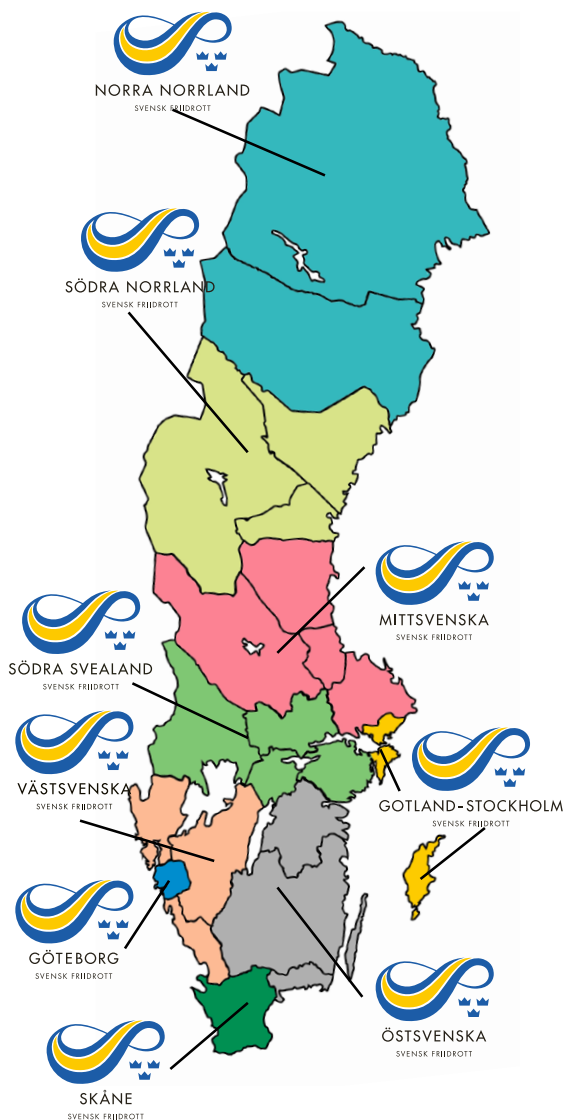 NORRA NORRLAND
SVENSK FRIIDROTT
SÖDRA NORRLAND
SVENSK FRIIDROTT
MITTSVENSKA
SVENSK FRIIDROTT
SÖDRA SVEALAND
SVENSK FRIIDROTT
VÄSTSVENSKA
SVENSK FRIIDROTT
GOTLAND-STOCKHOLM
SVENSK FRIIDROTT
GÖTEBORG
SVENSK FRIIDROTT
ÖSTSVENSKA
SVENSK FRIIDROTT
SKÅNE
SVENSK FRIIDROTT